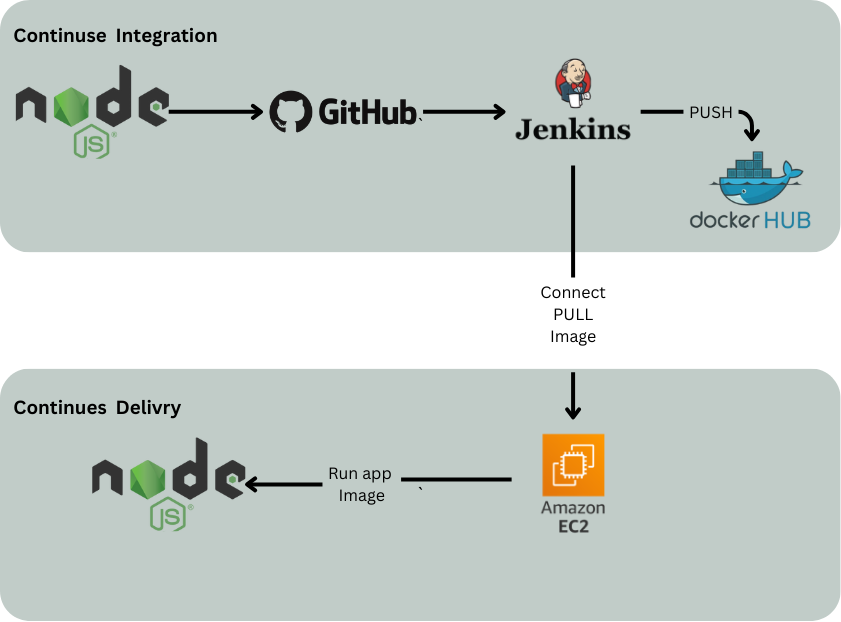 Continuse Integration
node
JS
®
GitHub
`
Jenkins
PUSH
docker HUB
Connect
PULL
Image
Continues Delivry
node
JS
®
Run app
Image
`
Amazon
EC2